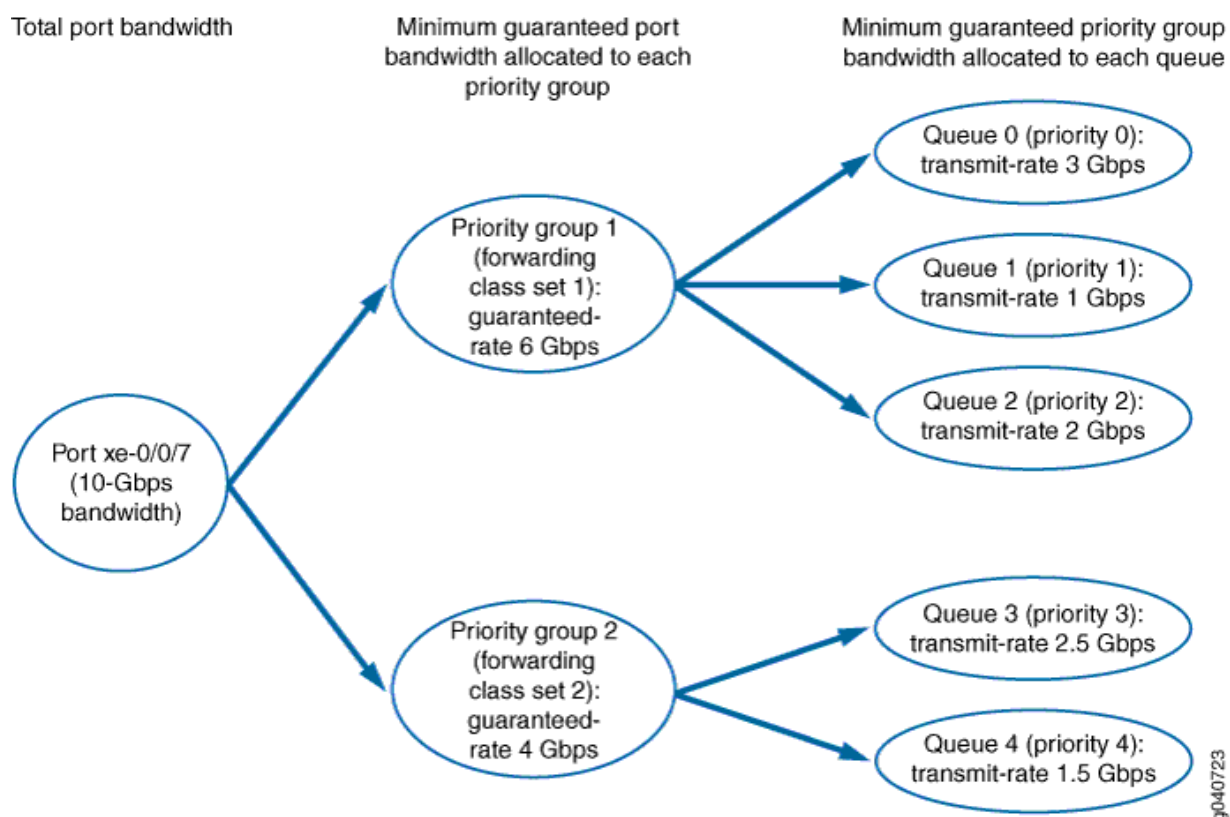 Total port bandwidth
Minimum guaranteed port
bandwidth allocated to each
priority group
Minimum guaranteed priority group
bandwidth allocated to each queue
Port xe-0/0/7
(10-Gbps
bandwidth)
Priority group 1
(forwarding
class set 1):
guaranteed-
rate 6 Gbps
Queue 0 (priority 0):
transmit-rate 3 Gbps
Queue 1 (priority 1):
transmit-rate 1 Gbps
Queue 2 (priority 2):
transmit-rate 2 Gbps
Priority group 2
(forwarding
class set 2):
guaranteed-
rate 4 Gbps
Queue 3 (priority 3):
transmit-rate 2.5 Gbps
Queue 4 (priority 4):
transmit-rate 1.5 Gbps
g040723